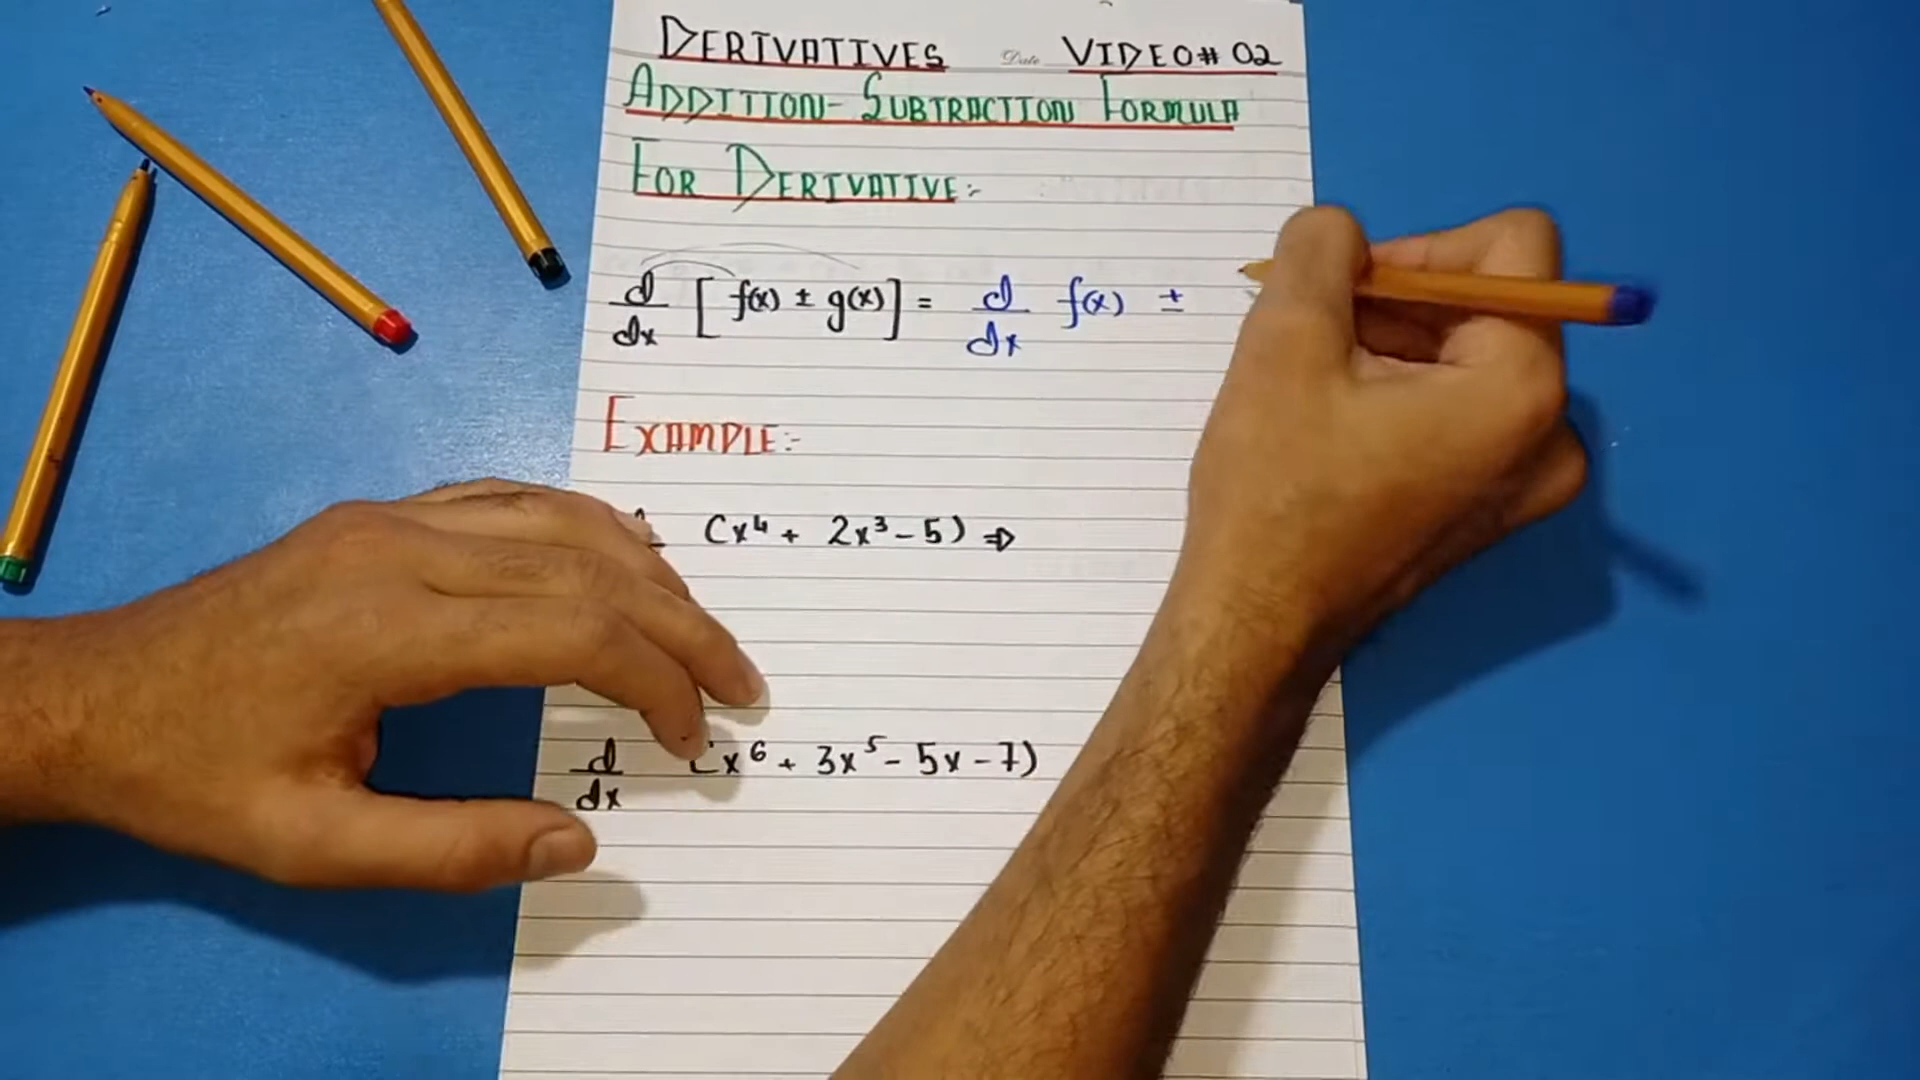 DERIVATIVES Date VIDEO# 02
ADDITION- SUBTRACTION FORMULA
FOR DERIVATIVE:-
d/dx [f(x) ± g(x)] = d/dx f(x) ±
EXAMPLE:-
(x⁴ + 2x³ - 5) ⇒
d/dx (x⁶ + 3x⁵ - 5x - 7)